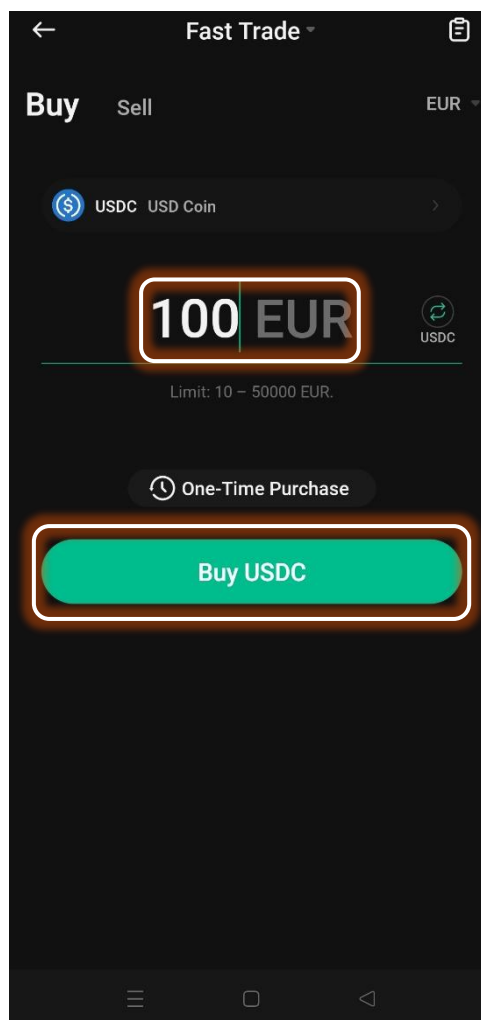 Fast Trade
Buy Sell EUR
USDC USD Coin
100 EUR
USDC
Limit: 10 – 50000 EUR.
One-Time Purchase
Buy USDC